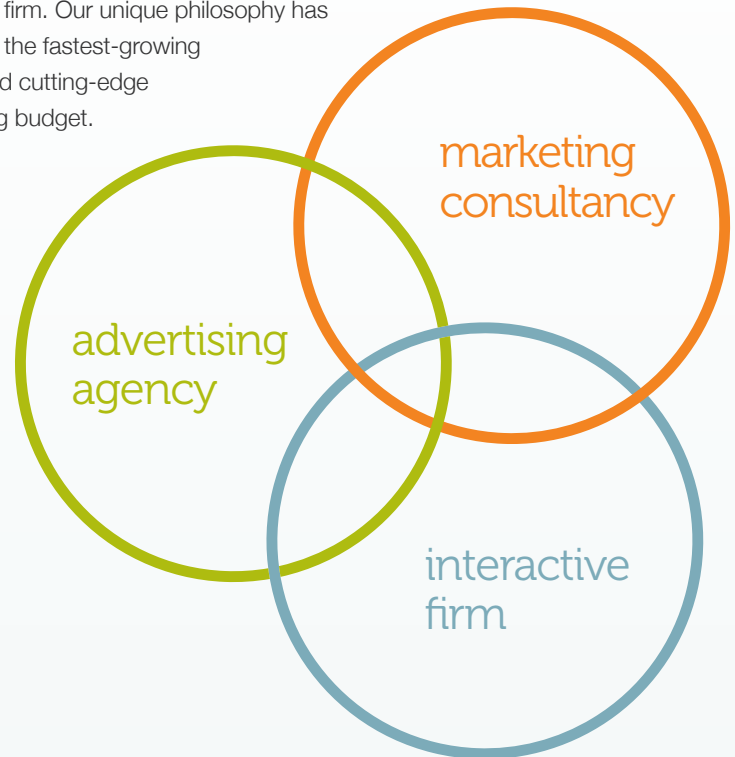 firm. Our unique philosophy has
the fastest-growing
d cutting-edge
g budget.
marketing
consultancy
advertising
agency
interactive
firm